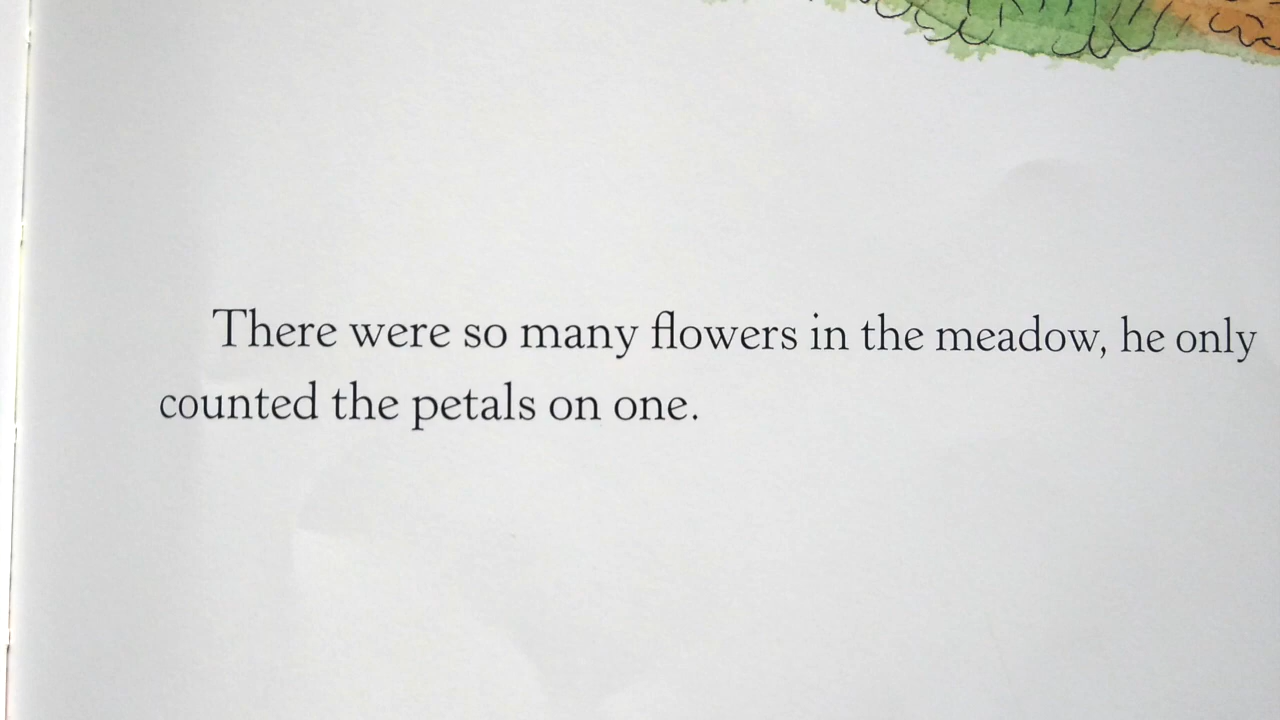 There were so many flowers in the meadow, he only
counted the petals on one.